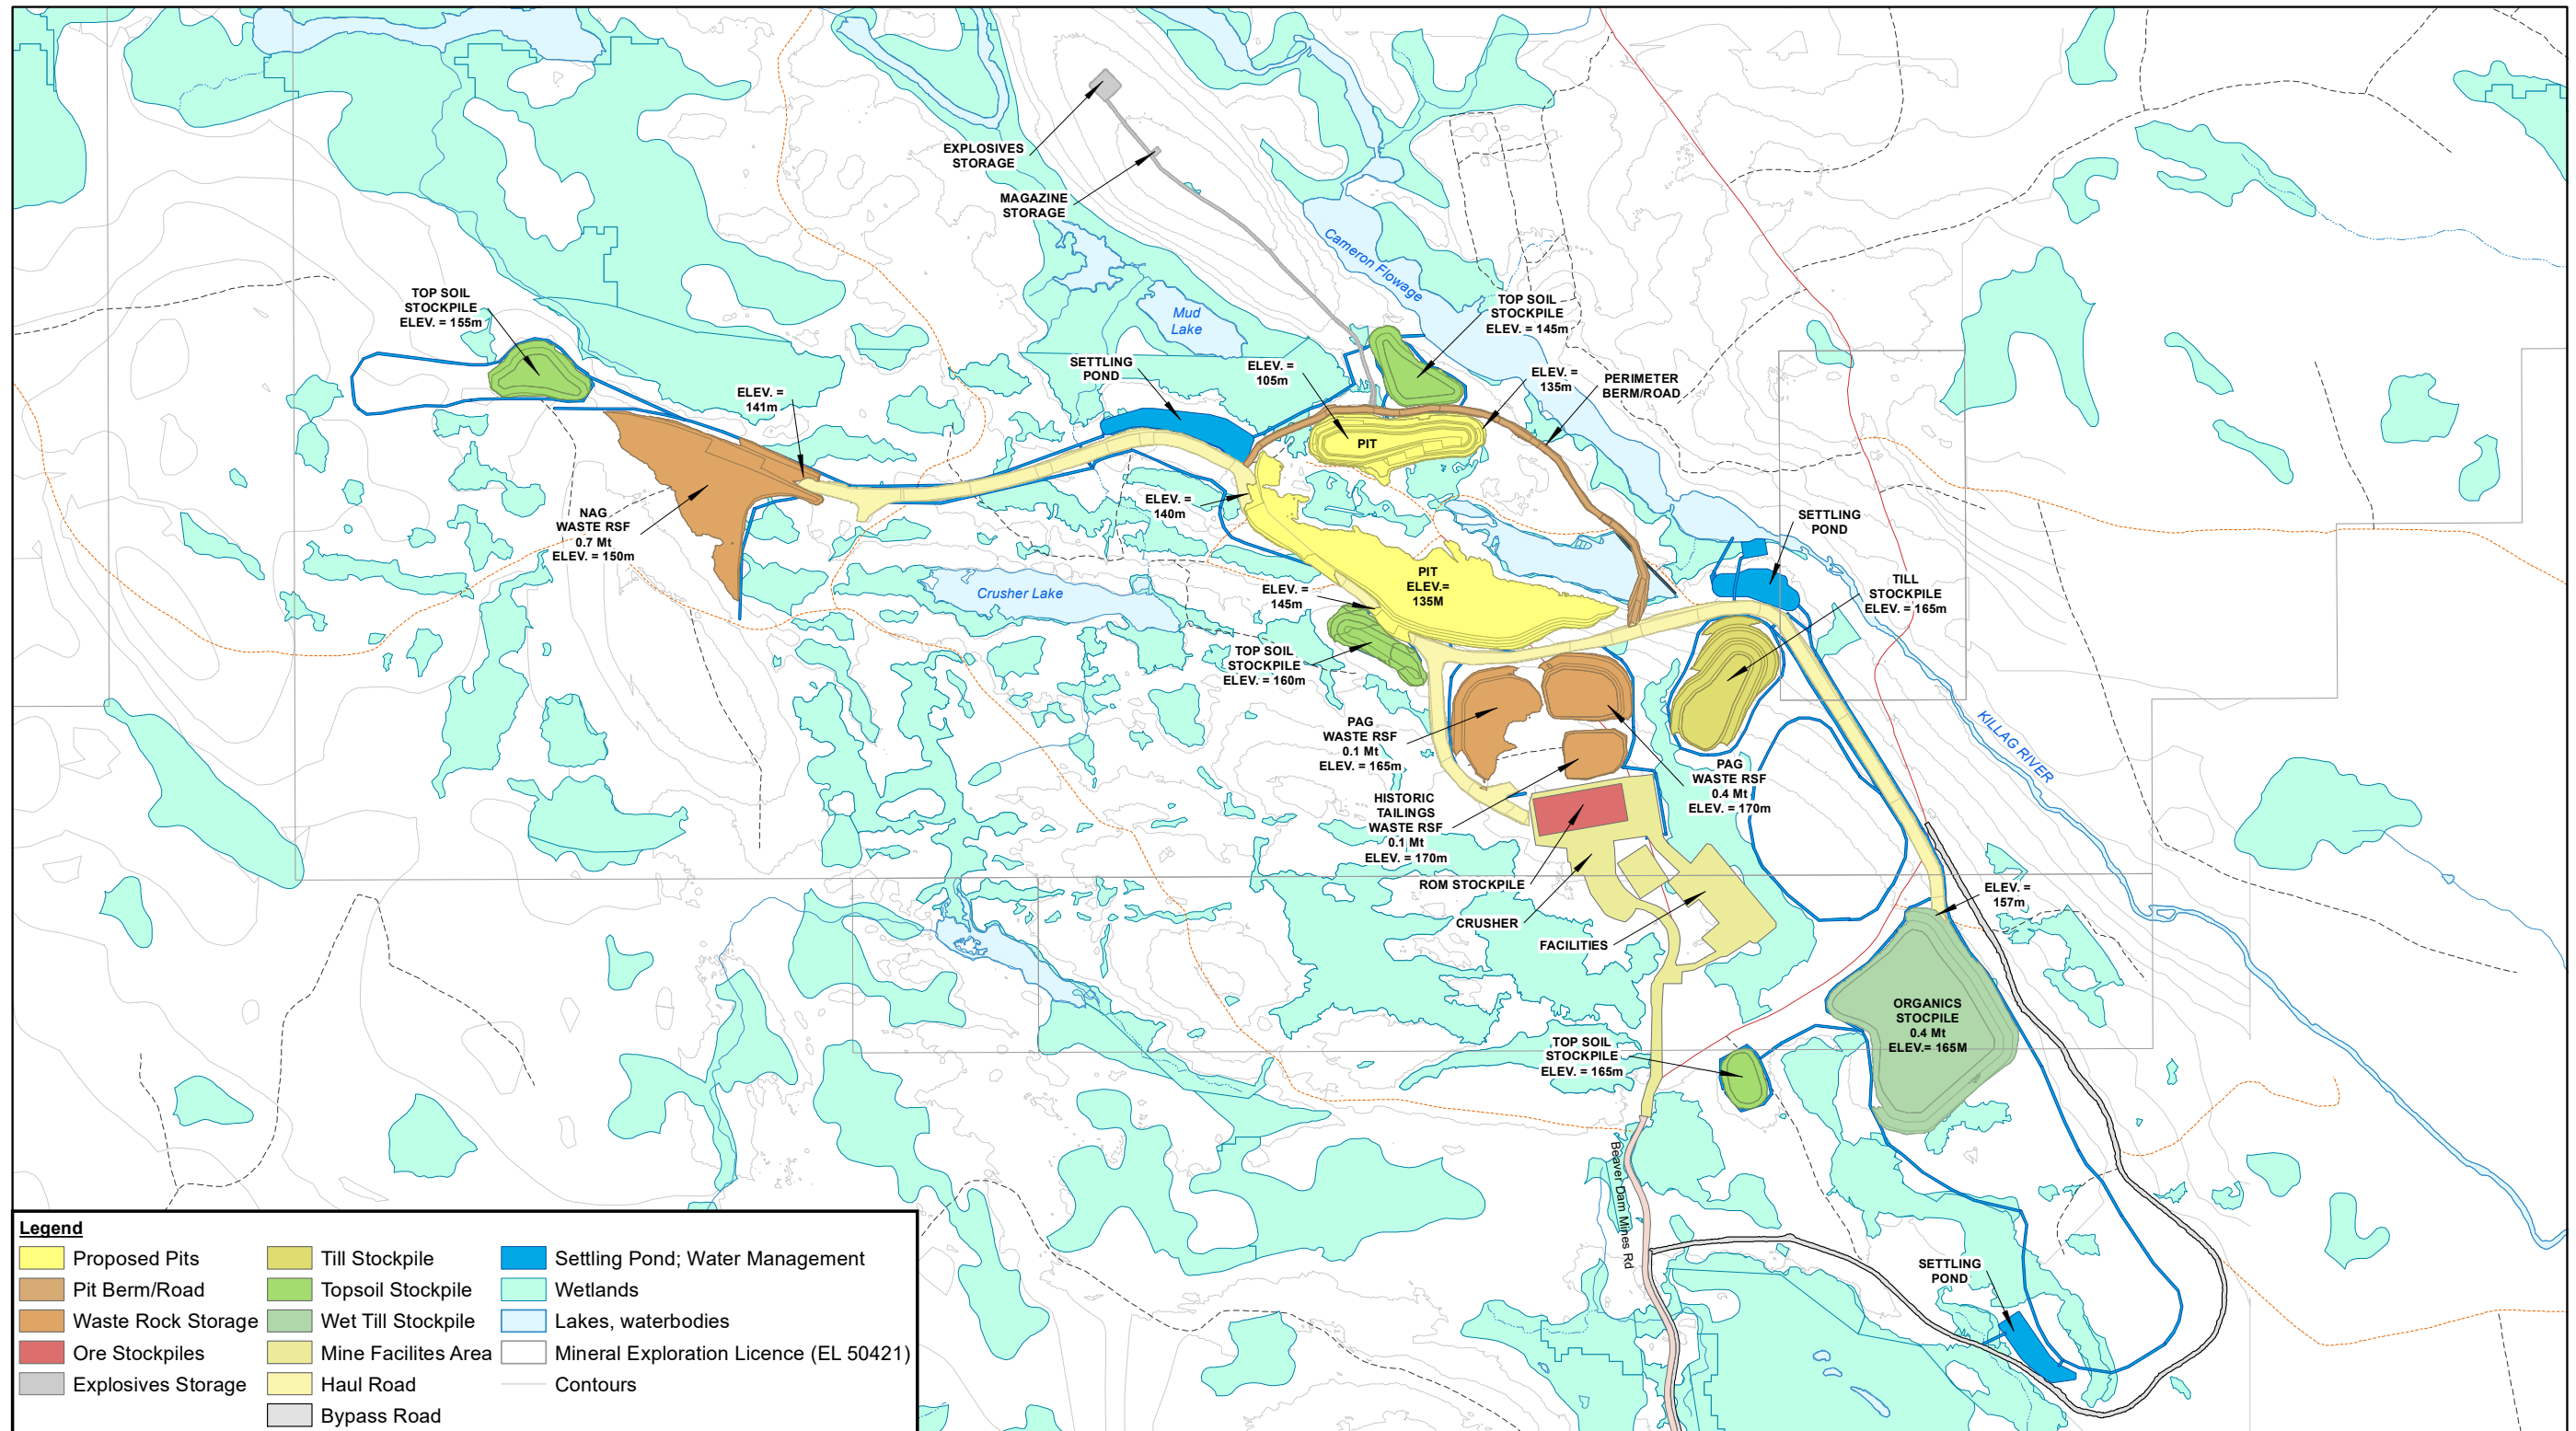 EXPLOSIVES
STORAGE
MAGAZINE
STORAGE
Cameron Flowage
TOP SOIL
STOCKPILE
ELEV. = 155m
Mud
Lake
TOP SOIL
STOCKPILE
ELEV. = 145m
SETTLING
POND
ELEV. =
105m
ELEV. =
135m
PERIMETER
BERM/ROAD
ELEV. =
141m
PIT
ELEV. =
140m
NAG
WASTE RSF
0.7 Mt
ELEV. = 150m
SETTLING
POND
Crusher Lake
PIT
ELEV.=
135M
ELEV. =
145m
TILL
STOCKPILE
ELEV. = 165m
TOP SOIL
STOCKPILE
ELEV. = 160m
KILLAG RIVER
PAG
WASTE RSF
0.1 Mt
ELEV. = 165m
PAG
WASTE RSF
0.4 Mt
ELEV. = 170m
HISTORIC
TAILINGS
WASTE RSF
0.1 Mt
ELEV. = 170m
ROM STOCKPILE
CRUSHER
FACILITIES
ELEV. =
157m
ORGANICS
STOCPILE
0.4 Mt
ELEV.= 165M
TOP SOIL
STOCKPILE
ELEV. = 165m
Beaver Dam Mines Rd
SETTLING
POND
Legend
Proposed Pits
Pit Berm/Road
Waste Rock Storage
Ore Stockpiles
Explosives Storage
Till Stockpile
Topsoil Stockpile
Wet Till Stockpile
Mine Facilites Area
Haul Road
Bypass Road
Settling Pond; Water Management
Wetlands
Lakes, waterbodies
Mineral Exploration Licence (EL 50421)
Contours